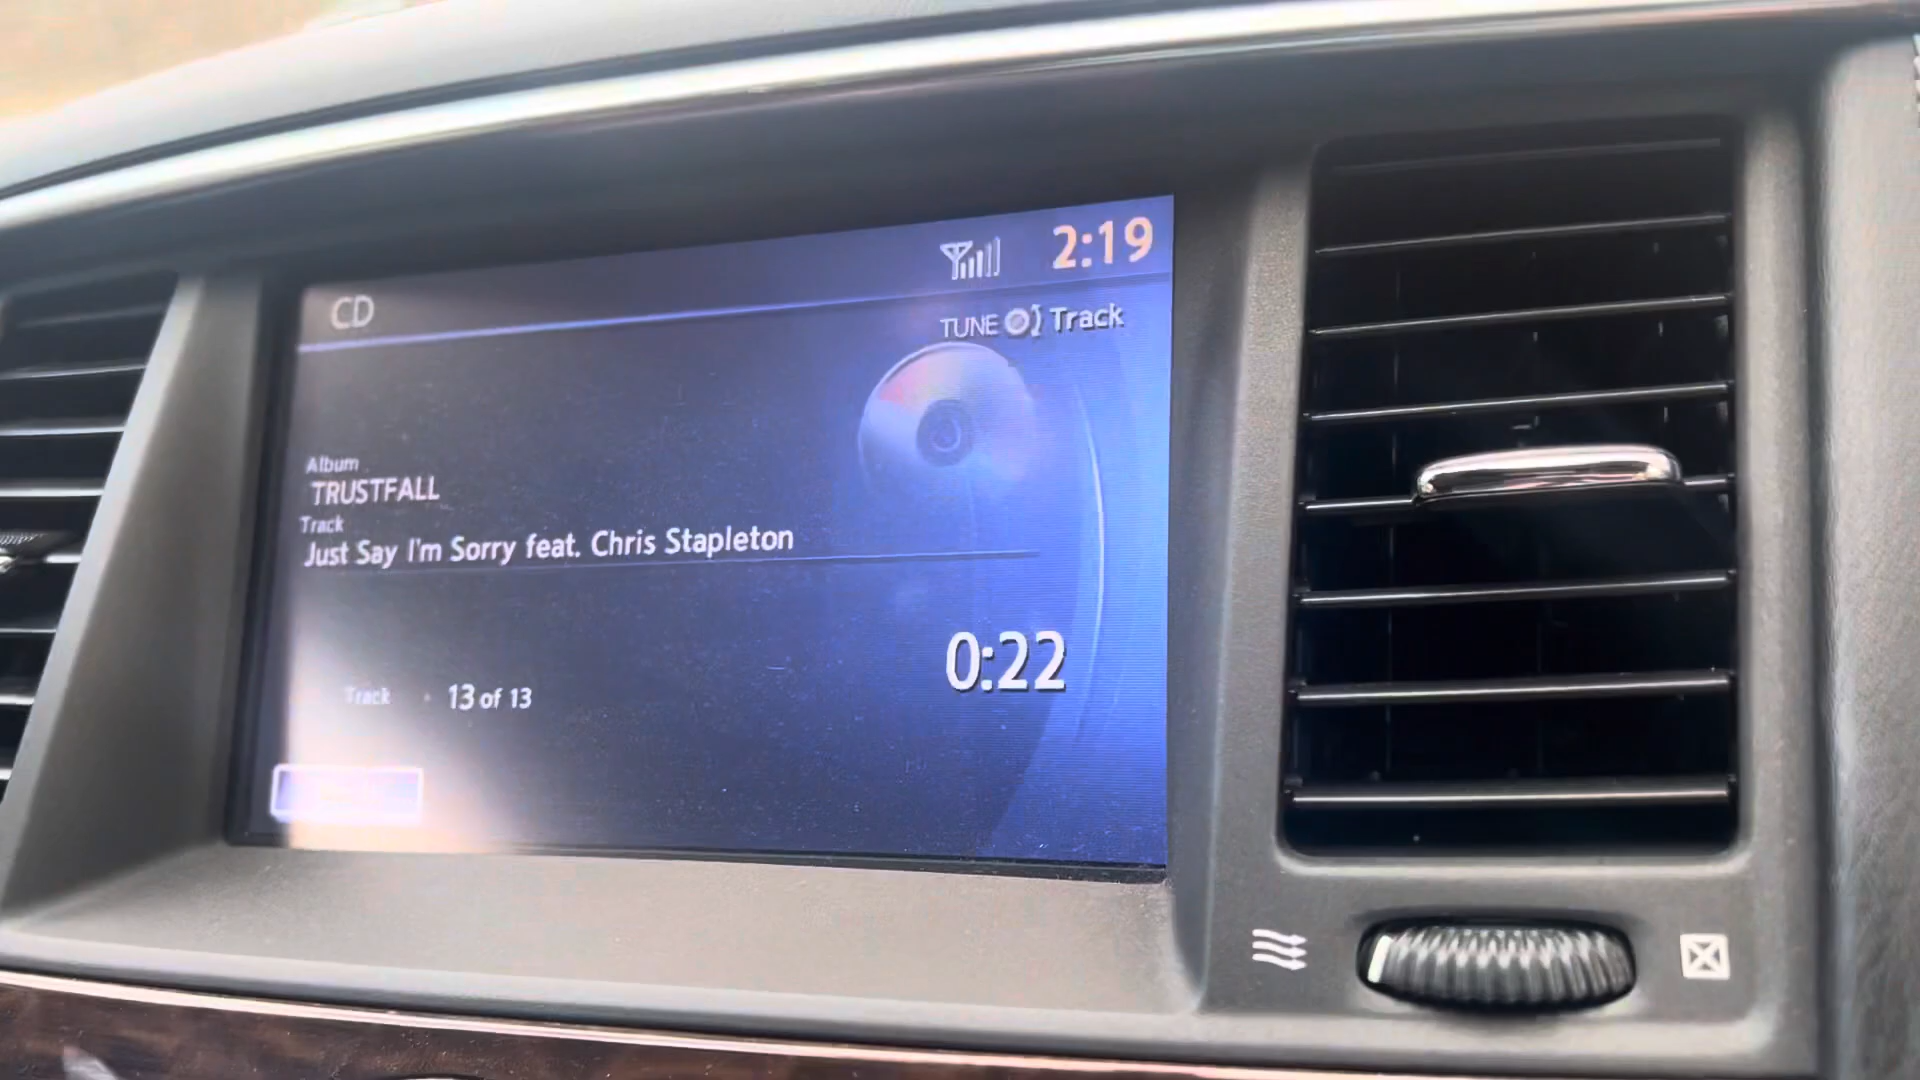 CD
2:19
TUNE Track
Album
TRUSTFALL
Track
Just Say I'm Sorry feat. Chris Stapleton
0:22
Track 13 of 13